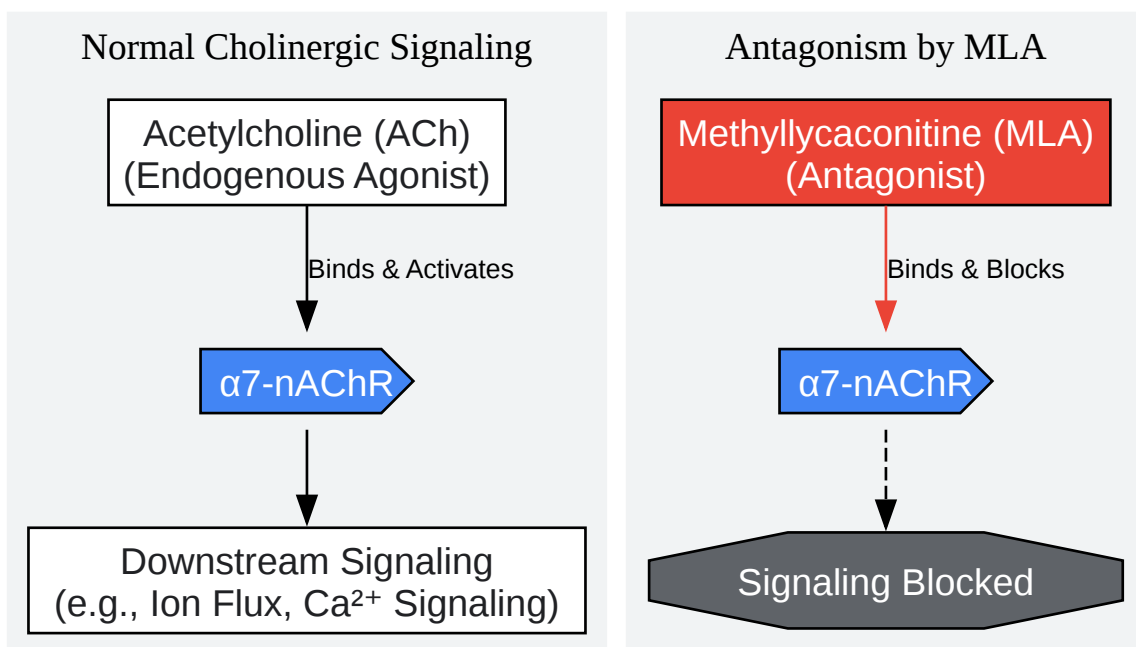 Normal Cholinergic Signaling
Acetylcholine (ACh)
(Endogenous Agonist)
Binds & Activates
α7-nAChR
Downstream Signaling
(e.g., Ion Flux, Ca²⁺ Signaling)
Antagonism by MLA
Methyllycaconitine (MLA)
(Antagonist)
Binds & Blocks
α7-nAChR
Signaling Blocked